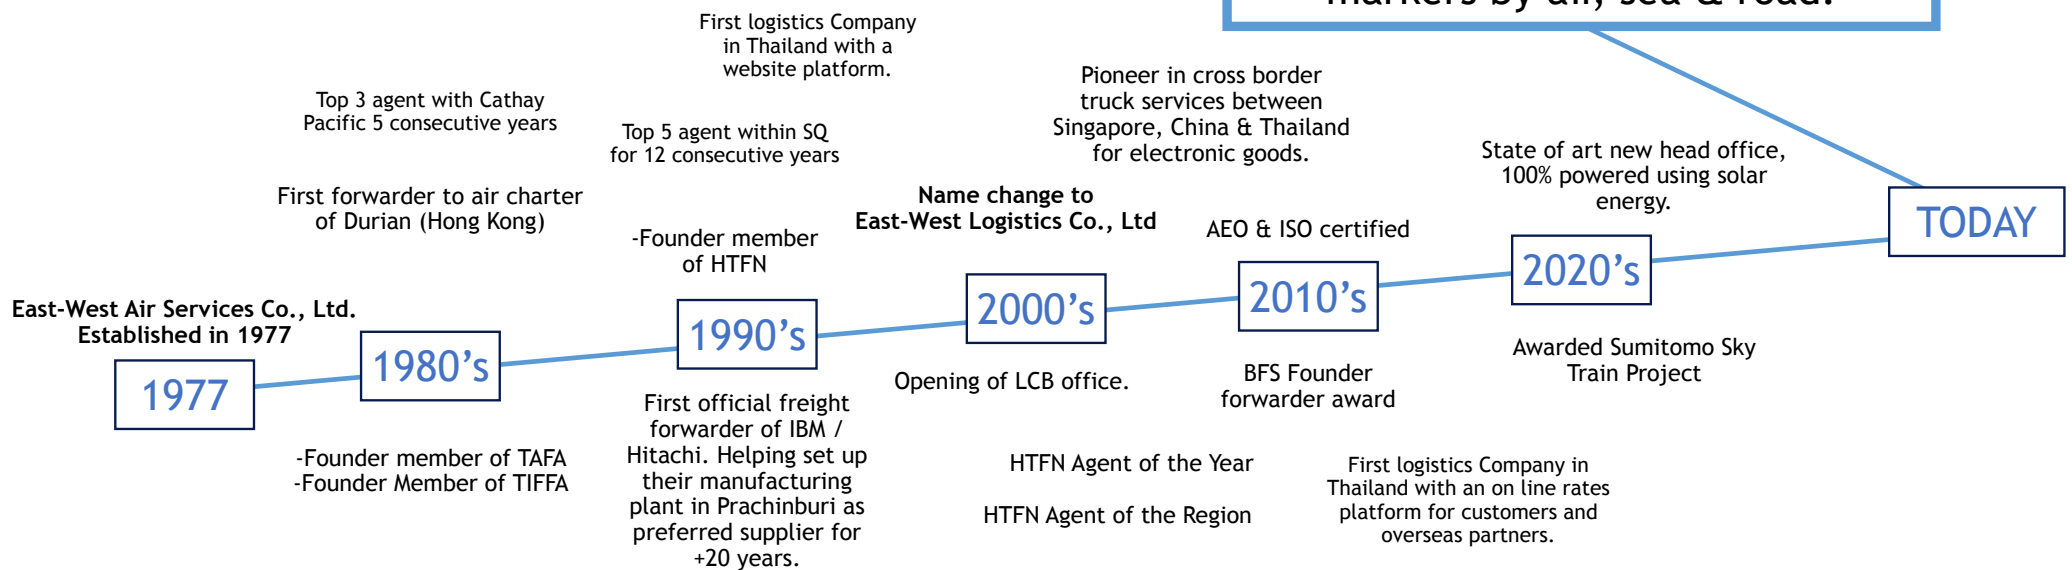 markers by air, sea & road.
First logistics Company
in Thailand with a
website platform.
Top 3 agent with Cathay
Pacific 5 consecutive years
Top 5 agent within SQ
for 12 consecutive years
Pioneer in cross border
truck services between
Singapore, China & Thailand
for electronic goods.
State of art new head office,
100% powered using solar
energy.
First forwarder to air charter
of Durian (Hong Kong)
-Founder member
of HTFN
Name change to
East-West Logistics Co., Ltd
AEO & ISO certified
TODAY
East-West Air Services Co., Ltd.
Established in 1977
1977
1980’s
1990’s
2000’s
2010’s
2020’s
-Founder member of TAFA
-Founder Member of TIFFA
First official freight
forwarder of IBM /
Hitachi. Helping set up
their manufacturing
plant in Prachinburi as
preferred supplier for
+20 years.
Opening of LCB office.
HTFN Agent of the Year
HTFN Agent of the Region
BFS Founder
forwarder award
First logistics Company in
Thailand with an on line rates
platform for customers and
overseas partners.
Awarded Sumitomo Sky
Train Project